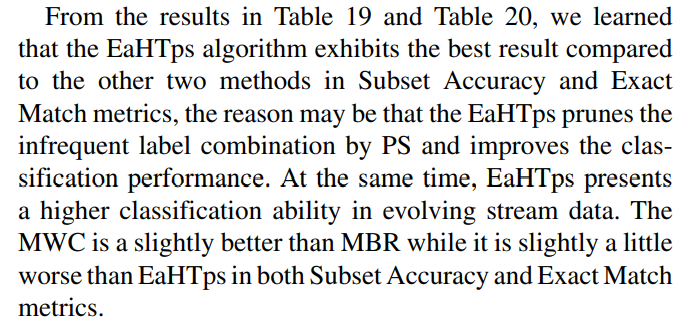 From the results in Table 19 and Table 20, we learned
that the EaHTps algorithm exhibits the best result compared
to the other two methods in Subset Accuracy and Exact
Match metrics, the reason may be that the EaHTps prunes the
infrequent label combination by PS and improves the clas-
sification performance. At the same time, EaHTps presents
a higher classification ability in evolving stream data. The
MWC is a slightly better than MBR while it is slightly a little
worse than EaHTps in both Subset Accuracy and Exact Match
metrics.